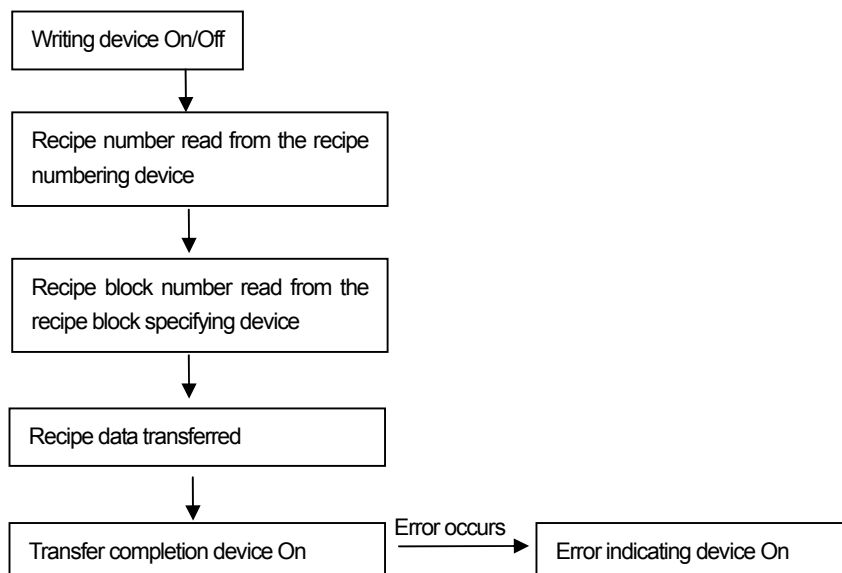 Writing device On/Off
Recipe number read from the recipe
numbering device
Recipe block number read from the
recipe block specifying device
Recipe data transferred
Transfer completion device On
Error occurs
Error indicating device On